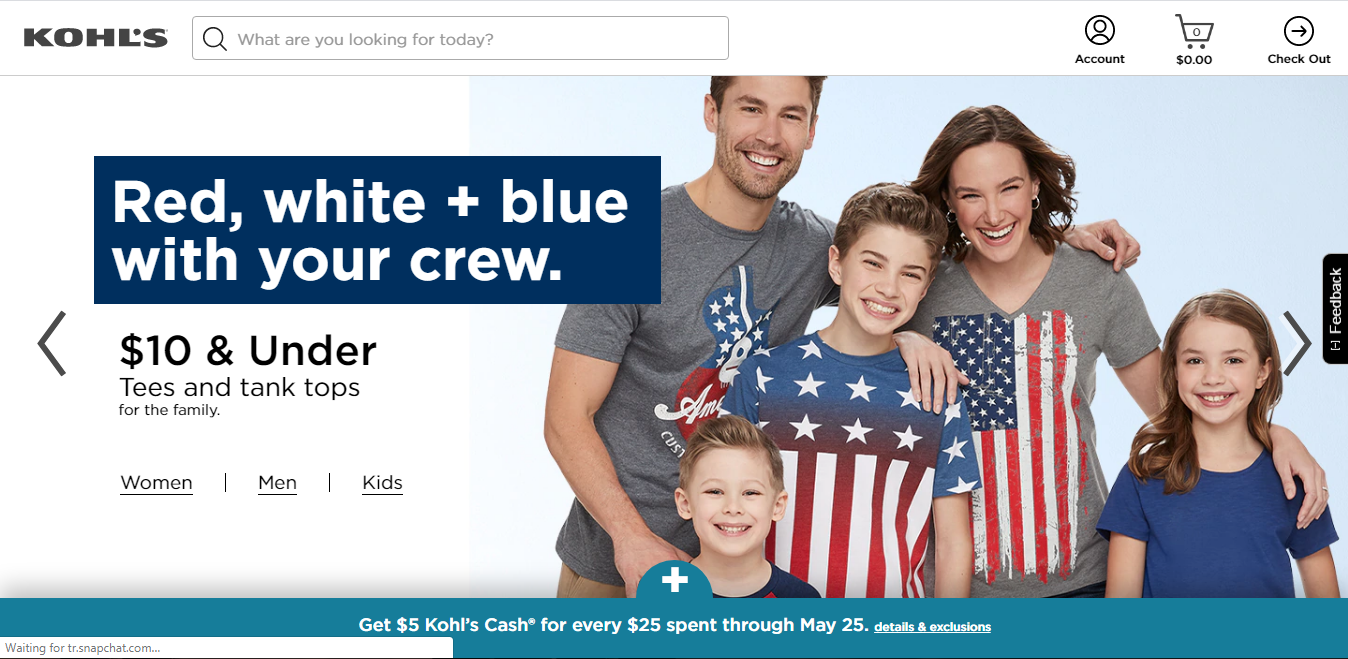 KOHL'S
What are you looking for today?
Account
0
$0.00
Check Out
Red, white + blue
with your crew.
$10 & Under
Tees and tank tops
for the family.
Women | Men | Kids
Feedback
[-]
+
Get $5 Kohl's Cash® for every $25 spent through May 25. details & exclusions
Waiting for tr.snapchat.com...